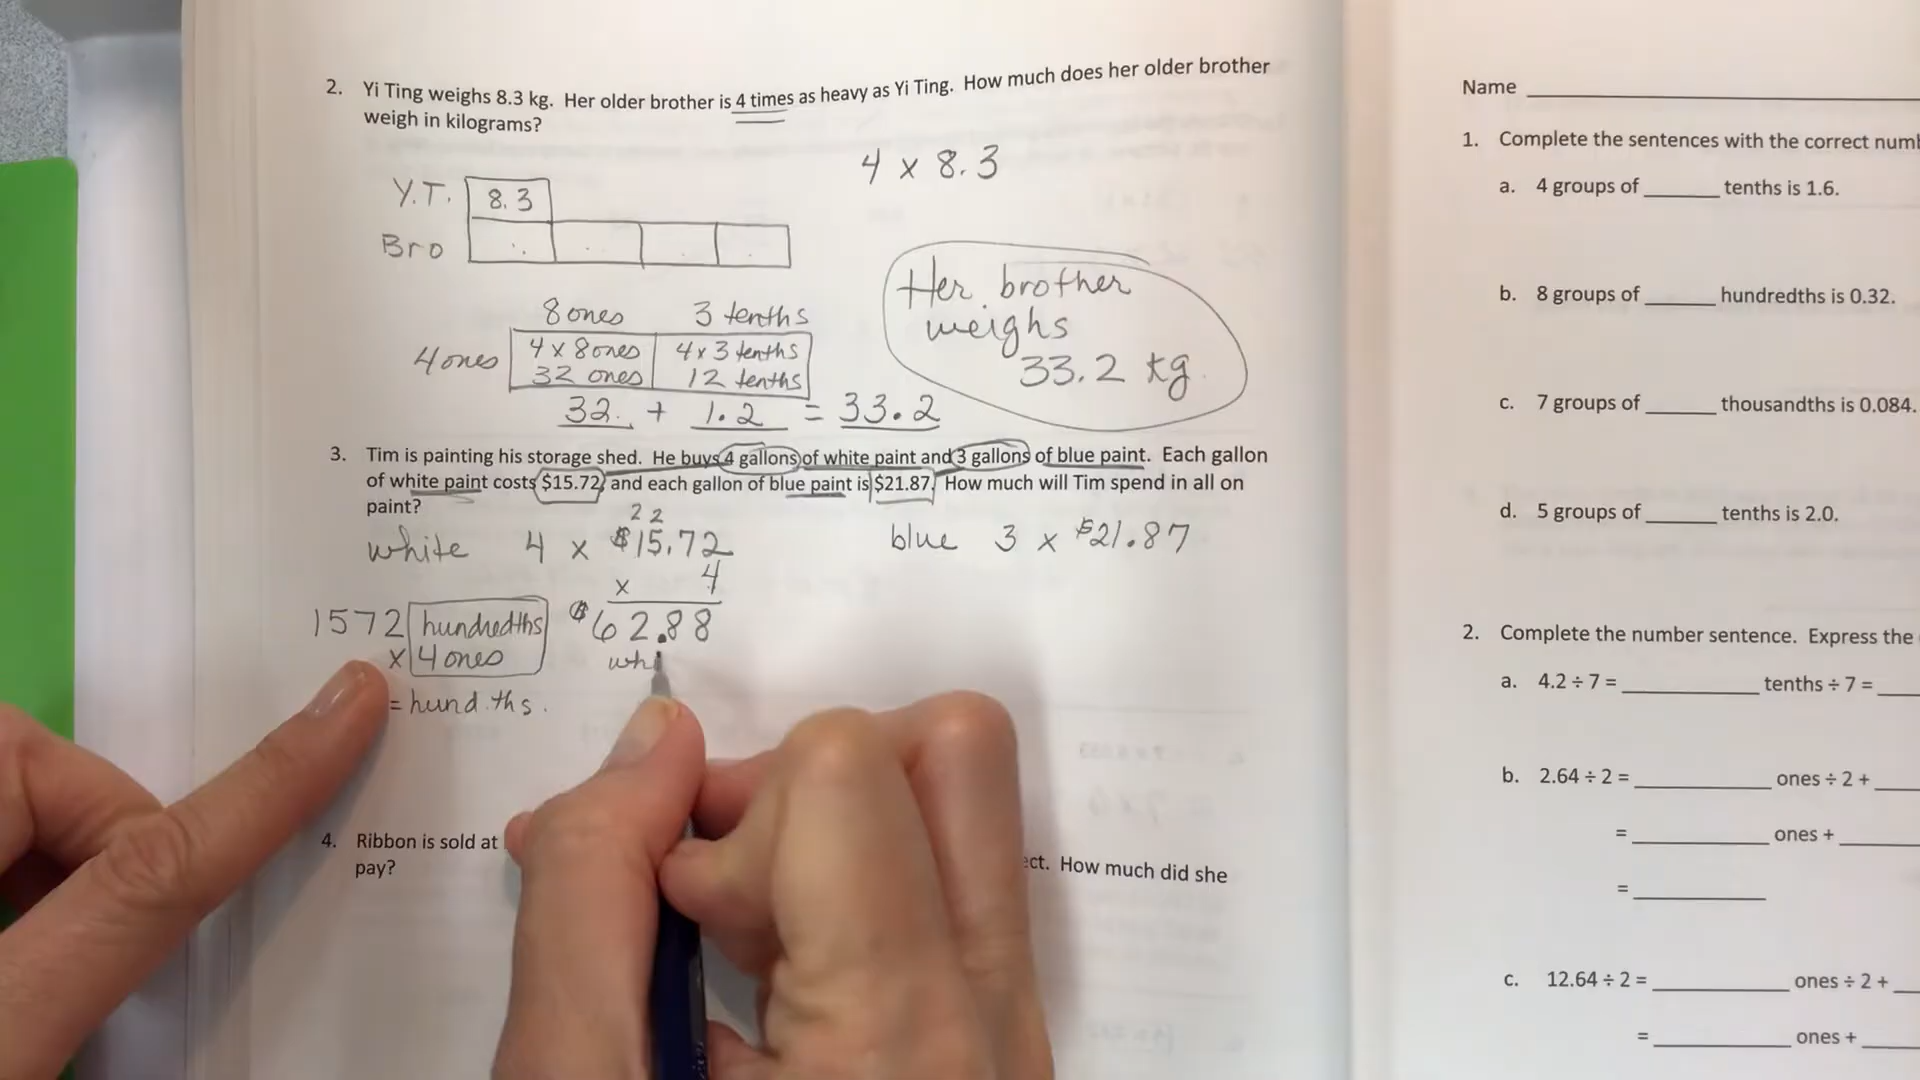 2. Yi Ting weighs 8.3 kg. Her older brother is 4 times as heavy as Yi Ting. How much does her older brother
weigh in kilograms?
4 x 8.3
Y.T. 8.3
Bro
8 ones 3 tenths
4 ones 4 x 8 ones 4 x 3 tenths
32 ones 12 tenths
32. + 1.2 = 33.2
Her brother
weighs
33.2 kg
3. Tim is painting his storage shed. He buys 4 gallons of white paint and 3 gallons of blue paint. Each gallon
of white paint costs $15.72, and each gallon of blue paint is $21.87. How much will Tim spend in all on
paint?
2 2
white 4 x $15.72
x 4
$62.88
whi
1572 hundredths
x 4 ones
= hund.ths.
blue 3 x $21.87
4. Ribbon is sold at
ect. How much did she
pay?
Name
1. Complete the sentences with the correct numb
a. 4 groups of ______ tenths is 1.6.
b. 8 groups of ______ hundredths is 0.32.
c. 7 groups of ______ thousandths is 0.084.
d. 5 groups of ______ tenths is 2.0.
2. Complete the number sentence. Express the
a. 4.2 ÷ 7 = ______ tenths ÷ 7 = ____
b. 2.64 ÷ 2 = ______ ones ÷ 2 + ____
= ______ ones + ____
= ______
c. 12.64 ÷ 2 = ______ ones ÷ 2 + ____
= ______ ones + ____